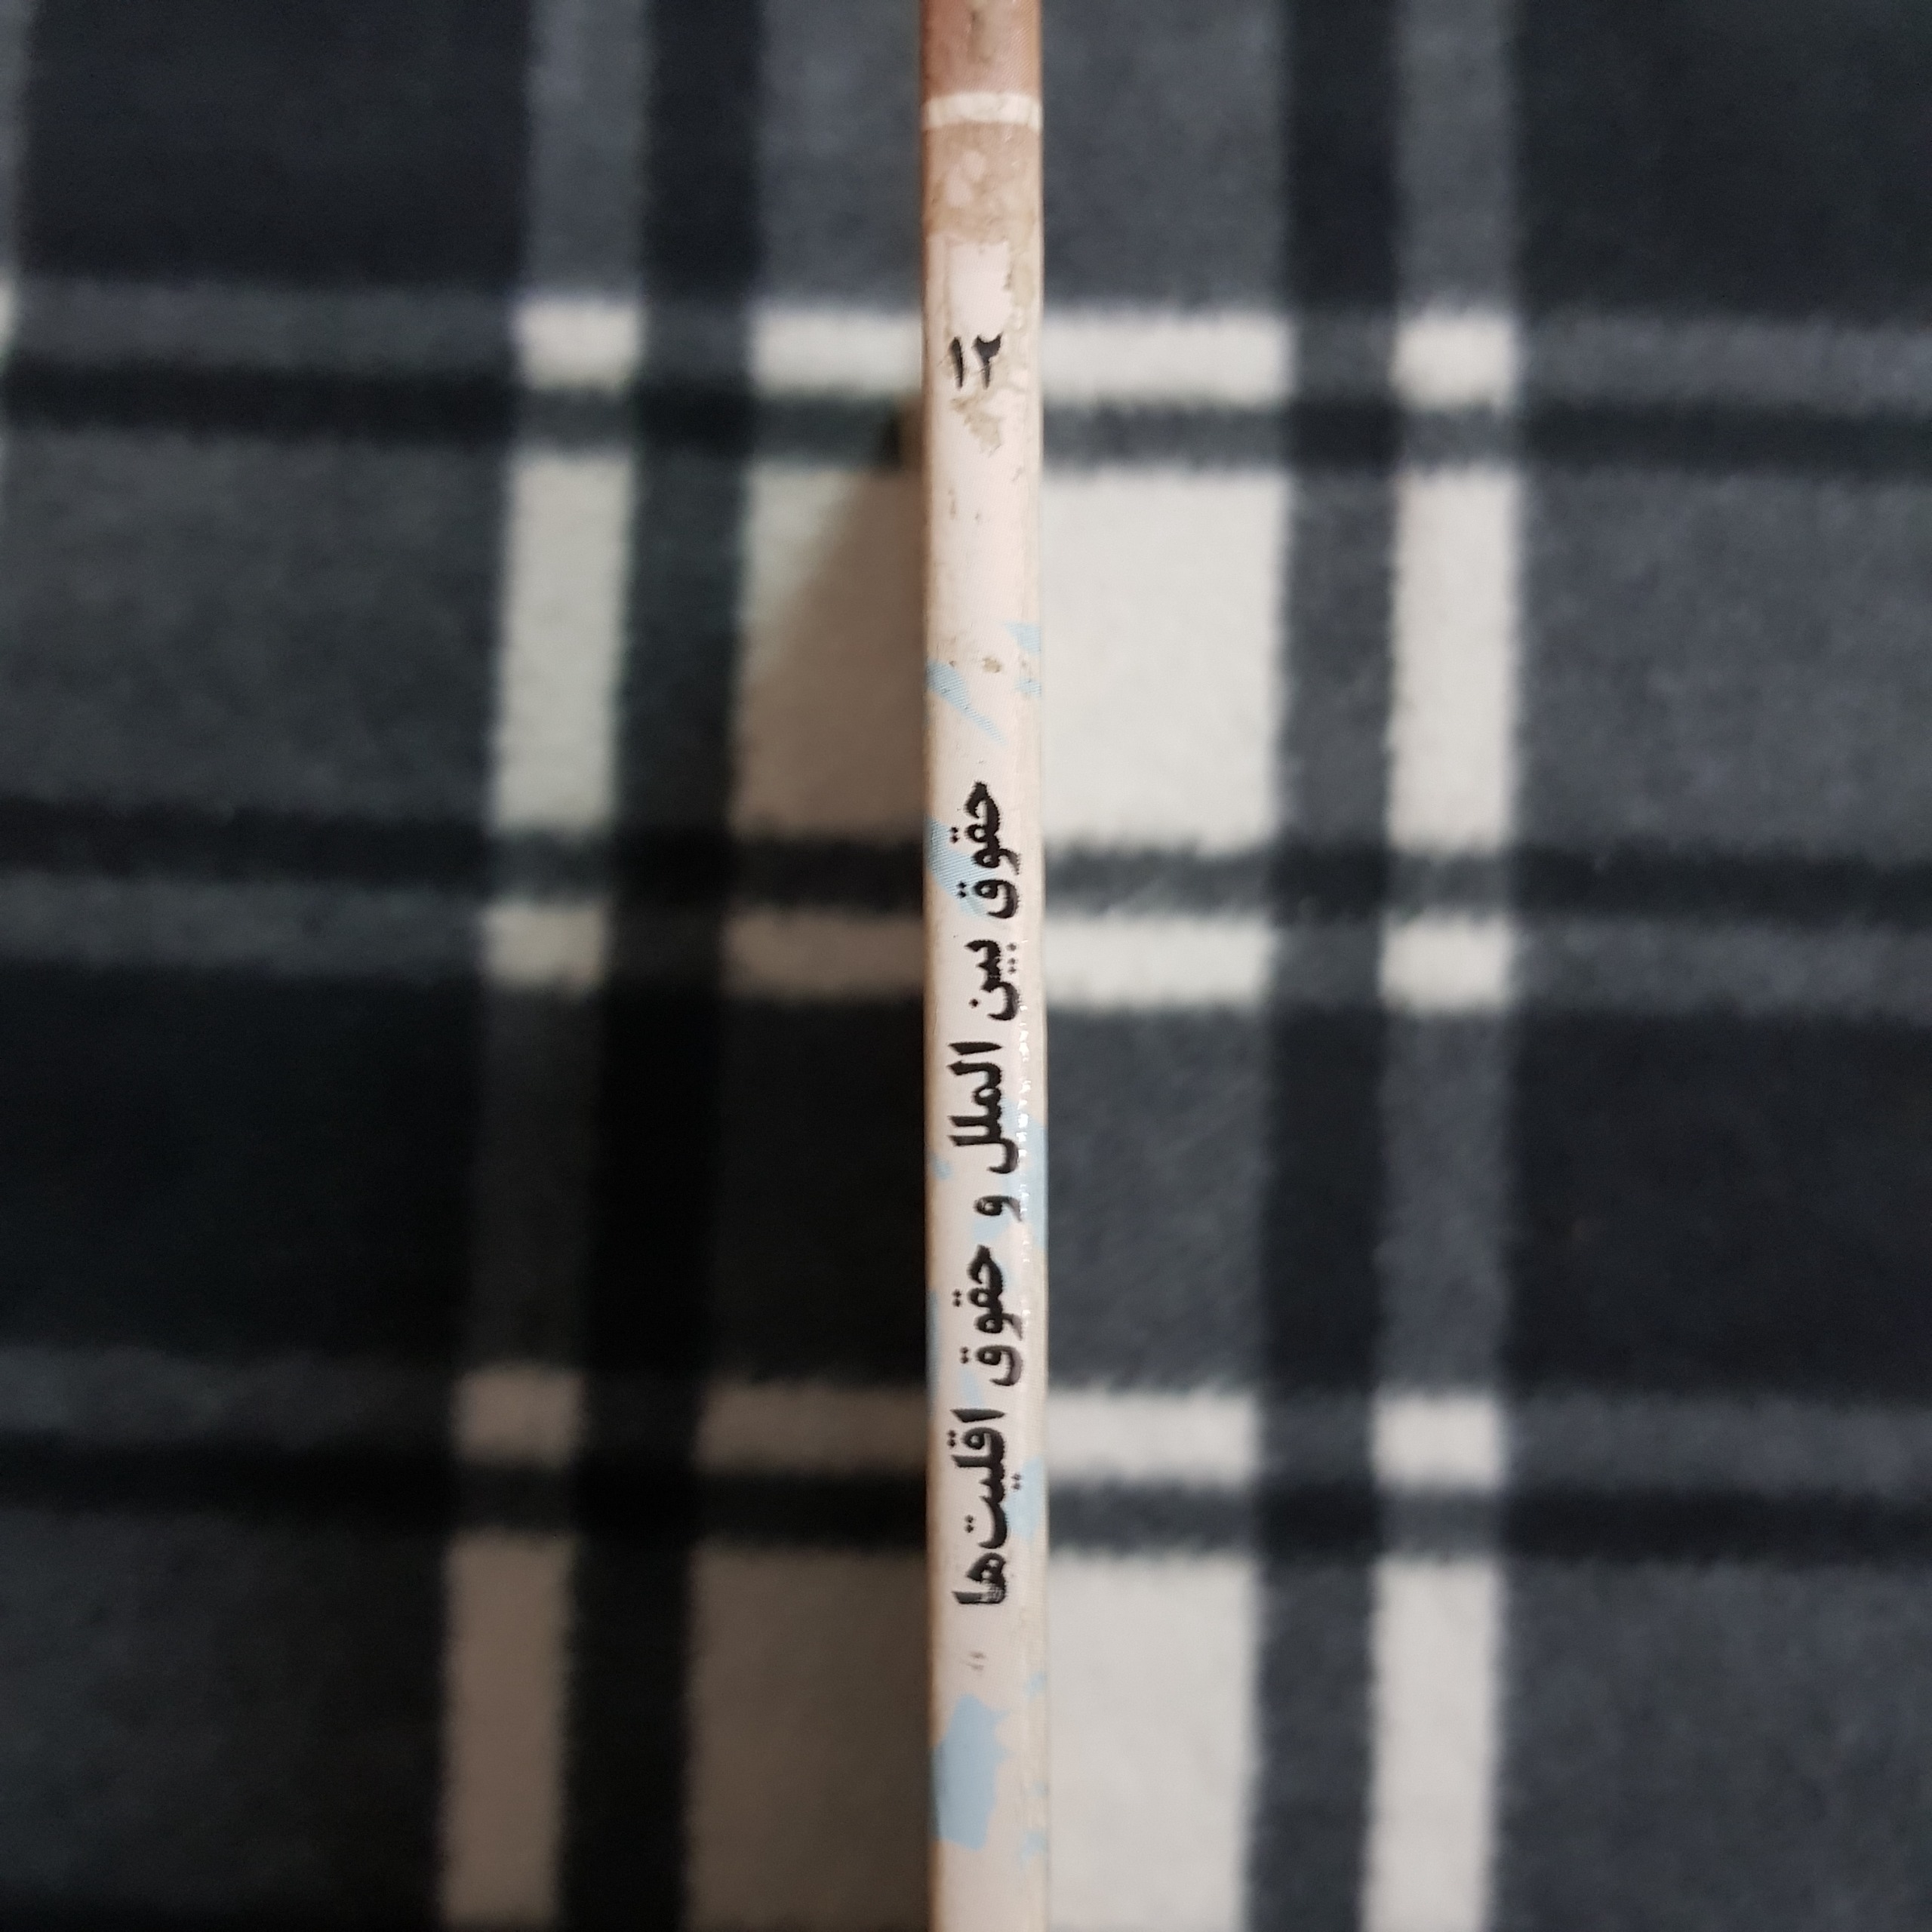 ۱۲
حقوق بین الملل و حقوق اقلیت‌ها